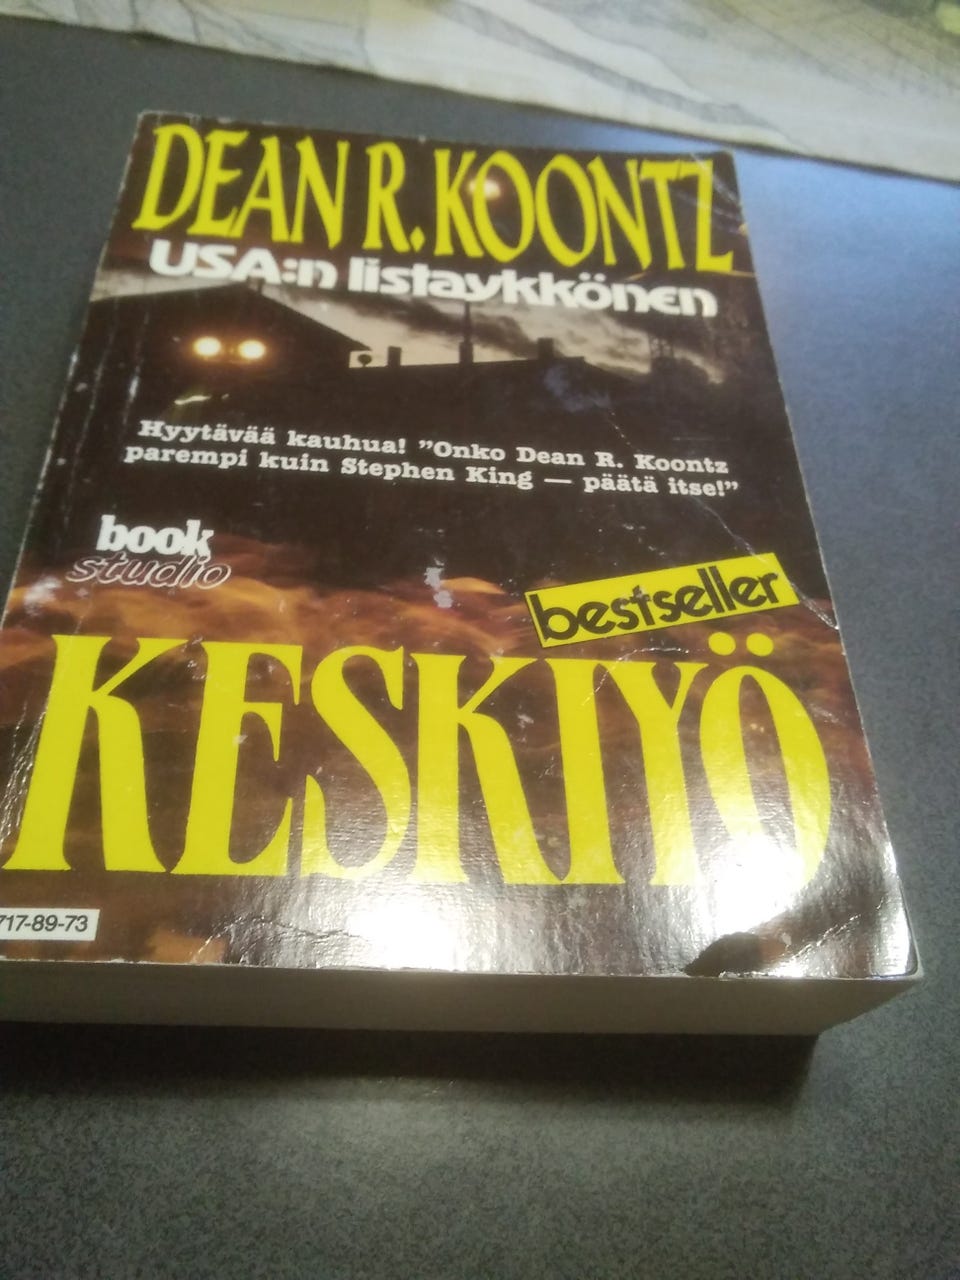 DEAN R. KOONTZ
USA:n listaykkönen
Hyytävää kauhua! ”Onko Dean R. Koontz
parempi kuin Stephen King — päätä itse!”
book
studio
bestseller
KESKIYÖ
717-89-73